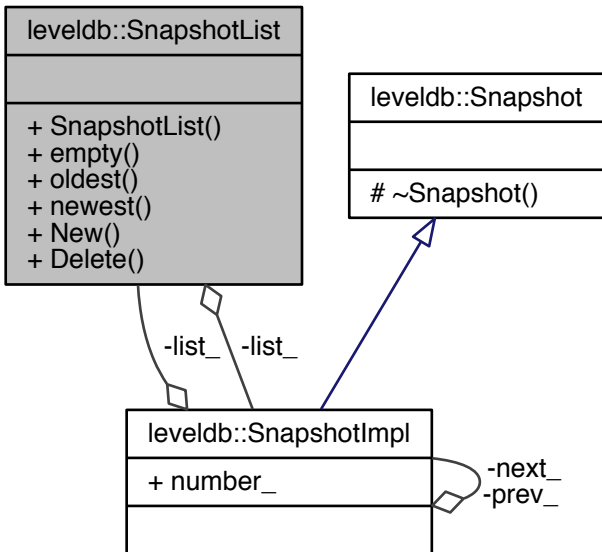 leveldb::SnapshotList
+ SnapshotList()
+ empty()
+ oldest()
+ newest()
+ New()
+ Delete()
leveldb::Snapshot
# ~Snapshot()
-list_
-list_
leveldb::SnapshotImpl
+ number_
-next_
-prev_